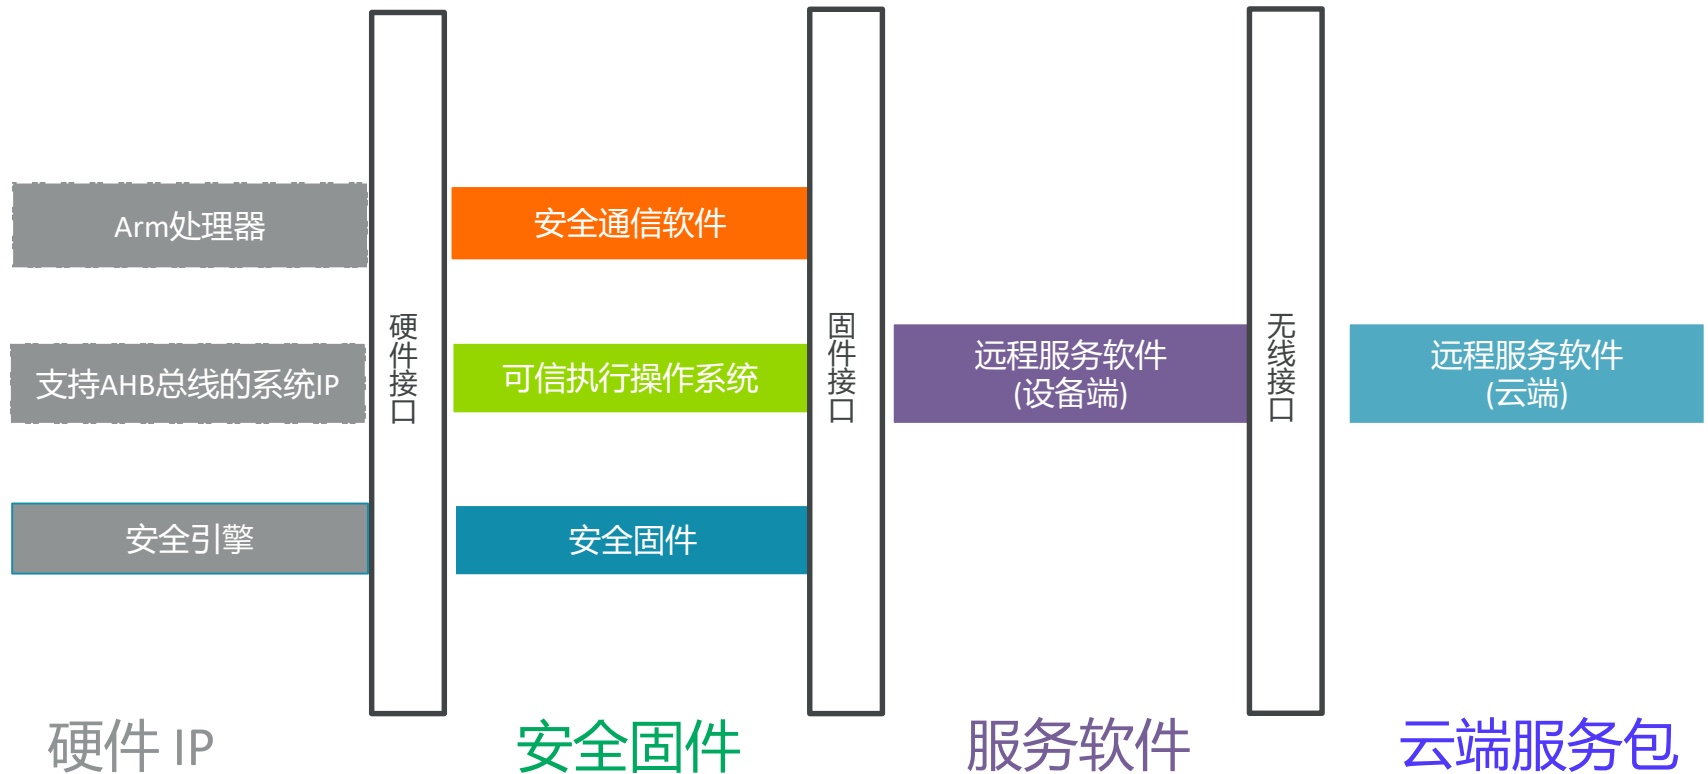 Arm处理器
支持AHB总线的系统IP
安全引擎
硬件接口
安全通信软件
可信执行操作系统
安全固件
固件接口
远程服务软件
(设备端)
无线接口
远程服务软件
(云端)
硬件 IP
安全固件
服务软件
云端服务包